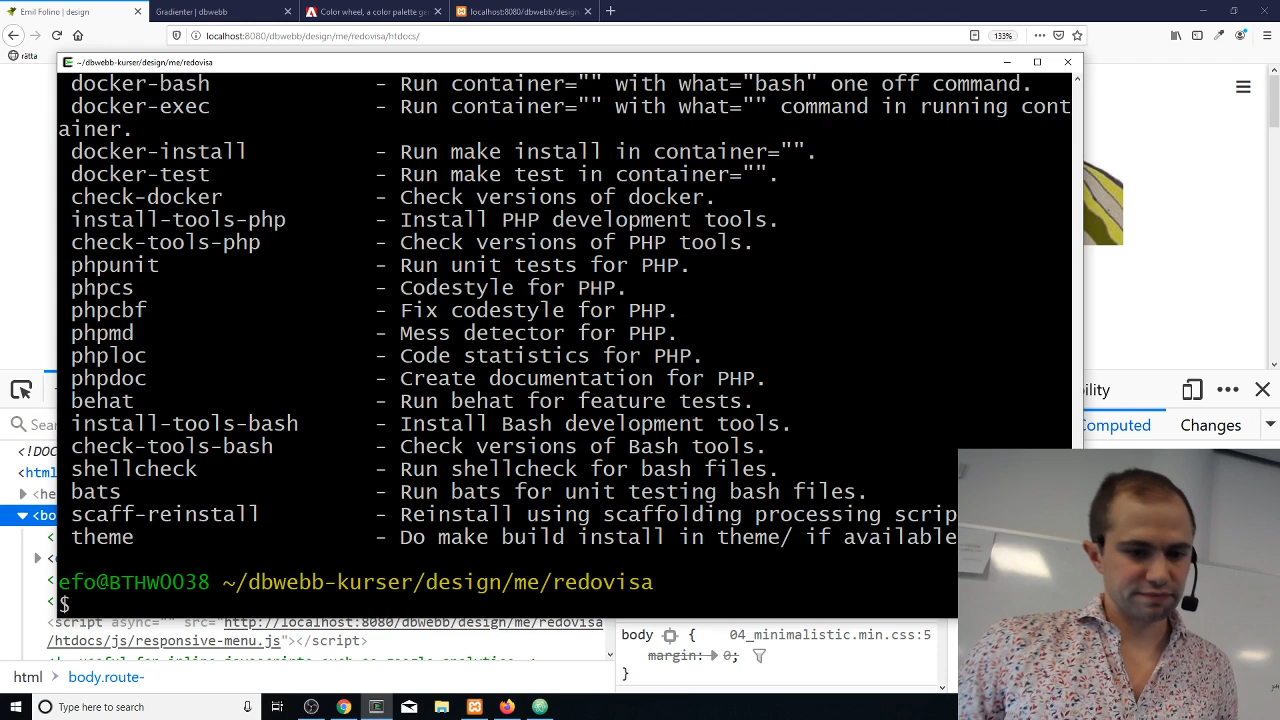 Emil Folino | design
Gradienter | dbwebb
Color wheel, a color palette ge
localhost:8080/dbwebb/design/
localhost:8080/dbwebb/design/me/redovisa/htdocs/
133%
rätta
~/dbwebb-kurser/design/me/redovisa
docker-bash - Run container="" with what="bash" one off command.
docker-exec - Run container="" with what="" command in running cont
ainer.
docker-install - Run make install in container="".
docker-test - Run make test in container="".
check-docker - Check versions of docker.
install-tools-php - Install PHP development tools.
check-tools-php - Check versions of PHP tools.
phpunit - Run unit tests for PHP.
phpcs - Codestyle for PHP.
phpcbf - Fix codestyle for PHP.
phpmd - Mess detector for PHP.
phploc - Code statistics for PHP.
phpdoc - Create documentation for PHP.
behat - Run behat for feature tests.
install-tools-bash - Install Bash development tools.
check-tools-bash - Check versions of Bash tools.
shellcheck - Run shellcheck for bash files.
bats - Run bats for unit testing bash files.
scaff-reinstall - Reinstall using scaffolding processing scrip
theme - Do make build install in theme/ if available
efo@BTHW0038 ~/dbwebb-kurser/design/me/redovisa
$
bility
Sear
Computed
Changes
<!DOC
<html
<he
<bo
<
<
<
<
<script async="" src="http://localhost:8080/dbwebb/design/me/redovisa
/htdocs/js/responsive-menu.js"></script>
body { 04_minimalistic.min.css:5
margin: 0;
}
html
body.route-
Type here to search